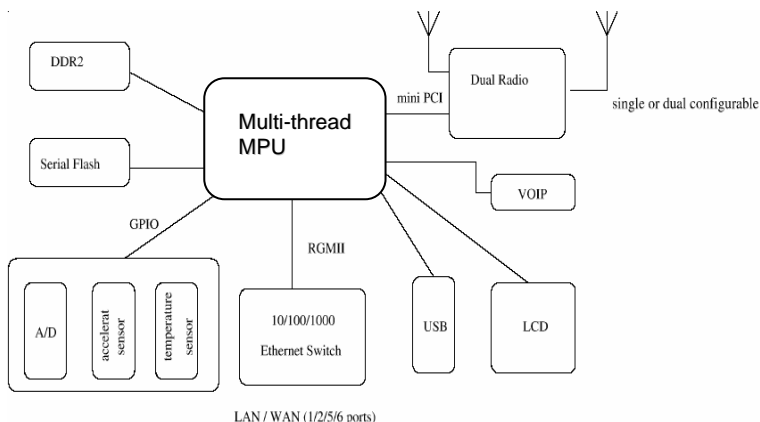 DDR2
Dual Radio
mini PCI
single or dual configurable
Multi-thread
MPU
Serial Flash
VOIP
GPIO
RGMII
A/D
accelerat
sensor
temperature
sensor
10/100/1000
Ethernet Switch
USB
LCD
LAN / WAN (1/2/5/6 ports)